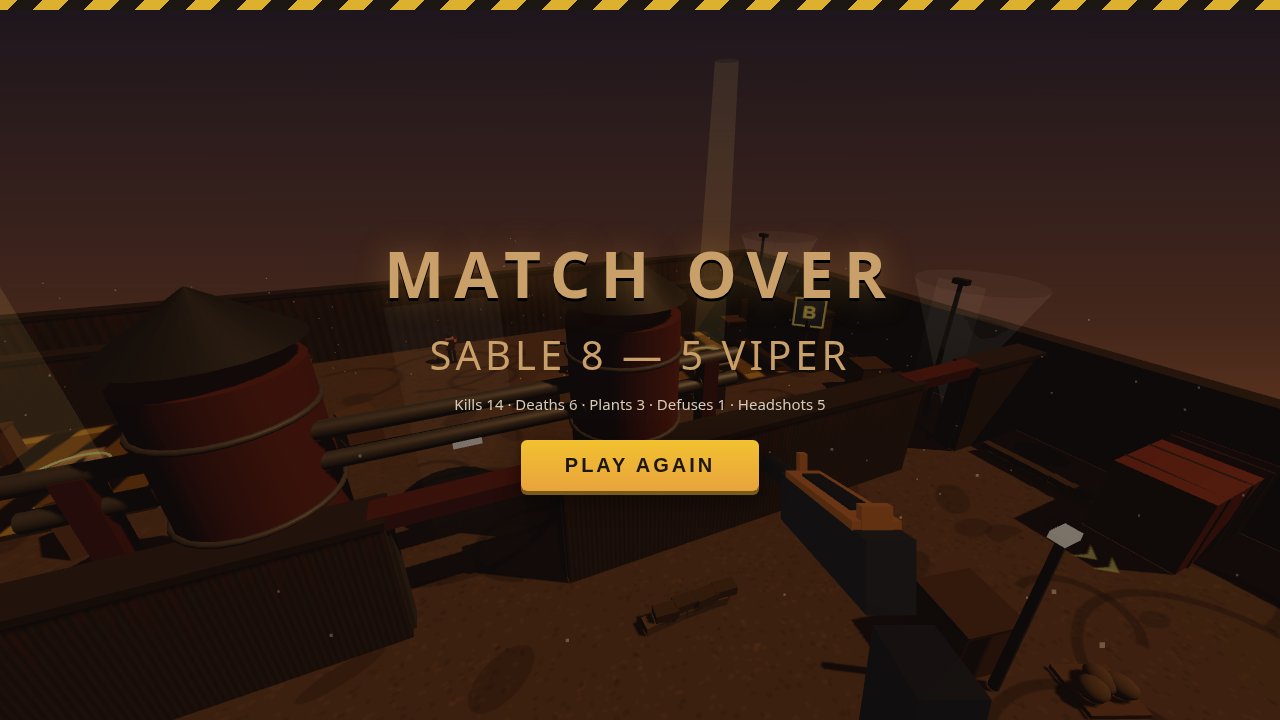 B
MATCH OVER
SABLE 8 — 5 VIPER
Kills 14 · Deaths 6 · Plants 3 · Defuses 1 · Headshots 5
PLAY AGAIN